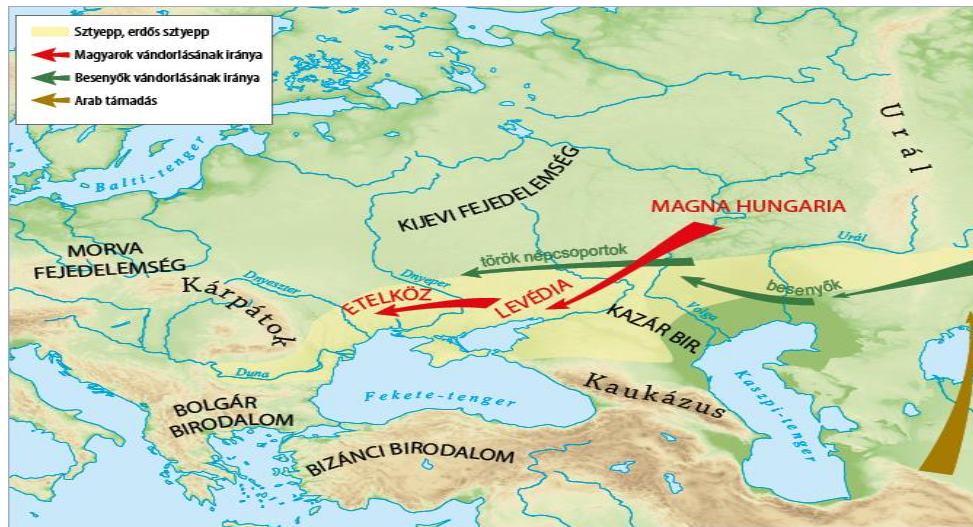 Sztyepp, erdős sztyepp
Magyarok vándorlásának iránya
Besenyők vándorlásának iránya
Arab támadás
Urál
Balti-tenger
KIJEVI FEJEDELEMSÉG
MAGNA HUNGARIA
MORVA
FEJEDELEMSÉG
Urál
török népcsoportok
Dnyeper
Dnyeszter
besenyők
Kárpátok
ETELKÖZ
LEVÉDIA
KAZÁR BIR.
Volga
Duna
Fekete-tenger
Kaukázus
Kaszpi-tenger
BOLGÁR
BIRODALOM
BIZÁNCI BIRODALOM